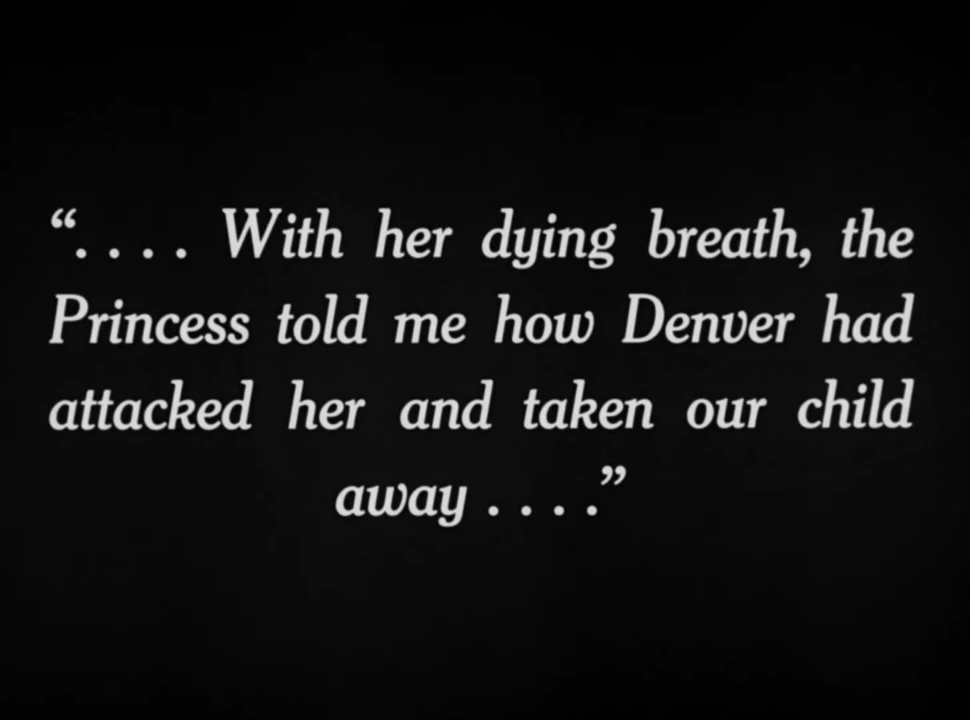 “. . . . With her dying breath, the
Princess told me how Denver had
attacked her and taken our child
away . . . .”